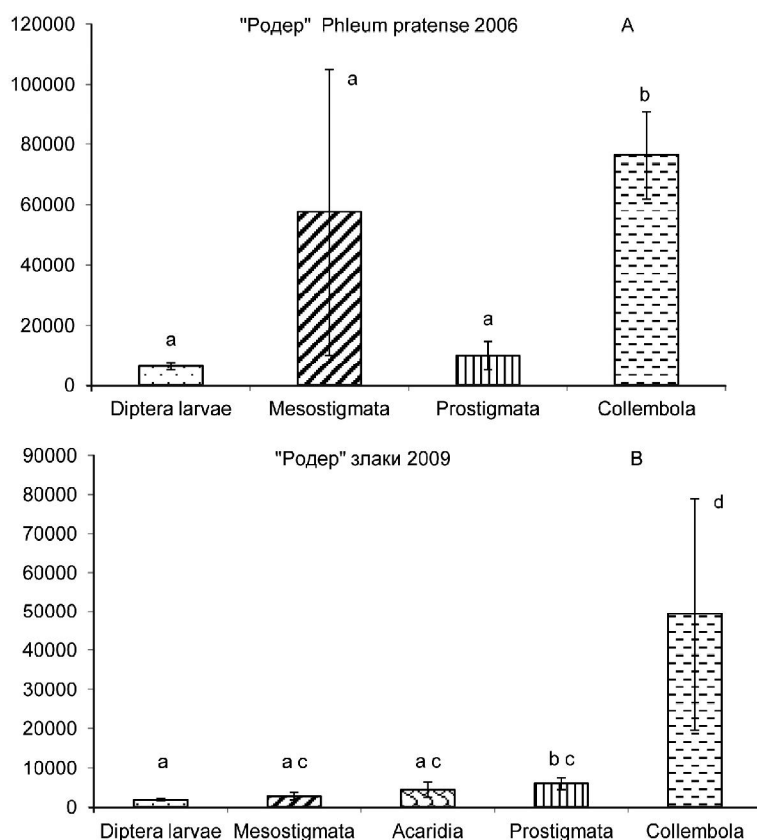 "Родер" Phleum pratense 2006 A
120000
100000
80000
60000
40000
20000
0
a
a
a
b
Diptera larvae Mesostigmata Prostigmata Collembola
"Родер" злаки 2009 B
90000
80000
70000
60000
50000
40000
30000
20000
10000
0
a
a c
a c
b c
d
Diptera larvae Mesostigmata Acaridia Prostigmata Collembola